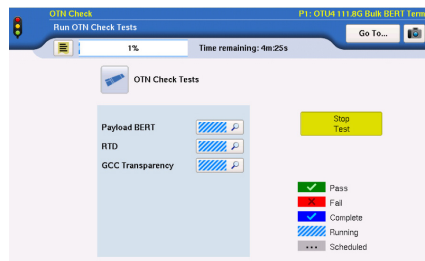 OTN Check
P1: OTU4 111.8G Bulk BERT Term
Run OTN Check Tests
Go To...
1%
Time remaining: 4m:25s
OTN Check Tests
Payload BERT
RTD
GCC Transparency
Stop
Test
Pass
Fail
Complete
Running
Scheduled